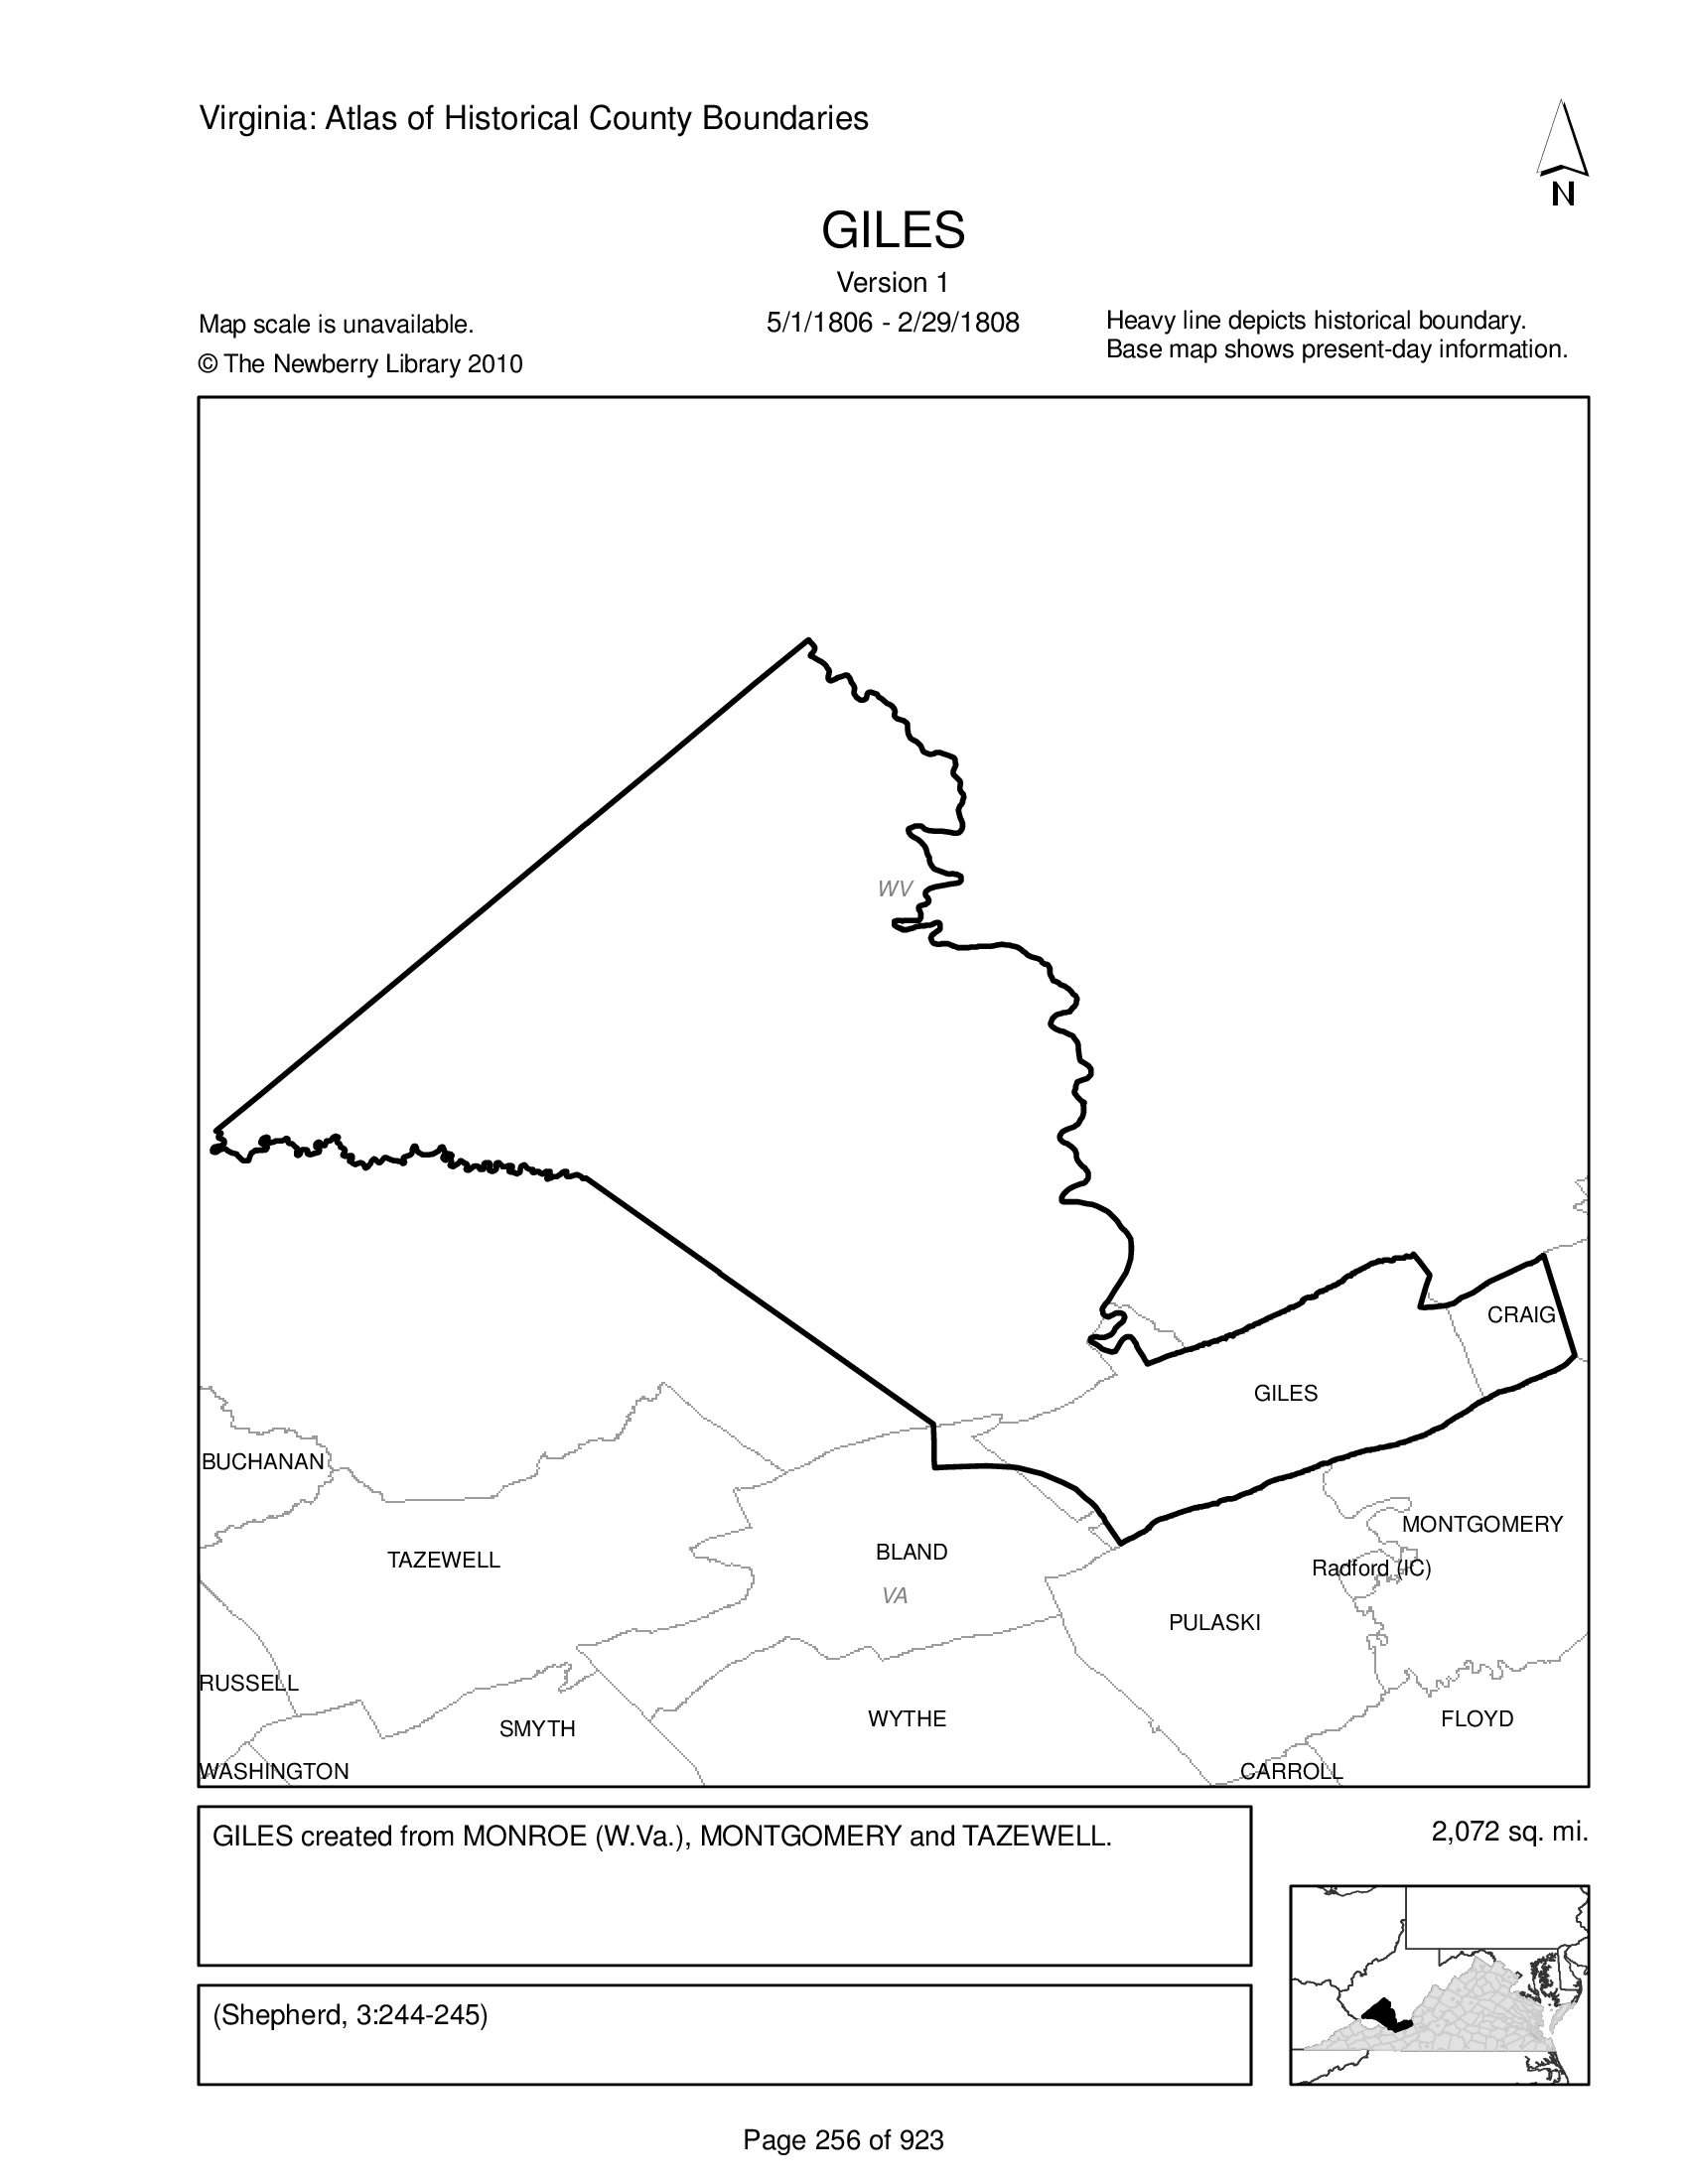 Virginia: Atlas of Historical County Boundaries
N
GILES
Version 1
5/1/1806 - 2/29/1808
Map scale is unavailable.
© The Newberry Library 2010
Heavy line depicts historical boundary.
Base map shows present-day information.
WV
CRAIG
GILES
BUCHANAN
MONTGOMERY
TAZEWELL
BLAND
Radford (IC)
VA
PULASKI
RUSSELL
SMYTH
WYTHE
FLOYD
WASHINGTON
CARROLL
GILES created from MONROE (W.Va.), MONTGOMERY and TAZEWELL.
2,072 sq. mi.
(Shepherd, 3:244-245)
Page 256 of 923